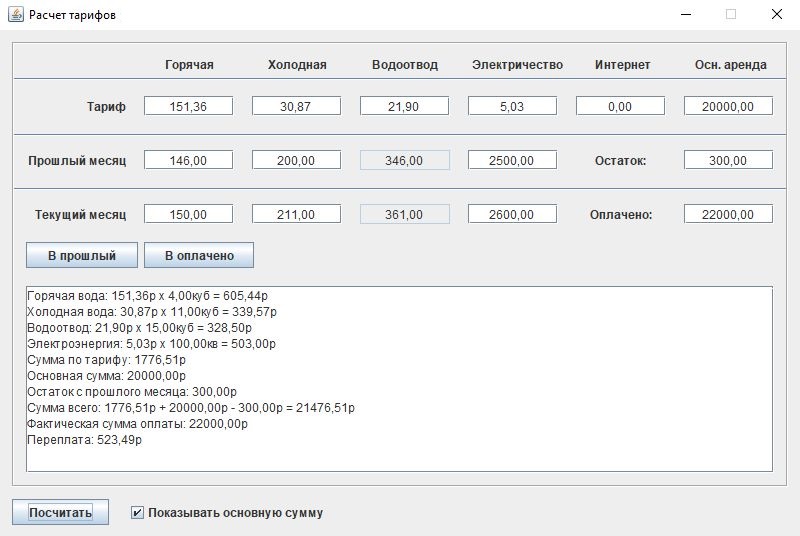 Расчет тарифов
Горячая Холодная Водоотвод Электричество Интернет Осн. аренда
Тариф 151,36 30,87 21,90 5,03 0,00 20000,00
Прошлый месяц 146,00 200,00 346,00 2500,00 Остаток: 300,00
Текущий месяц 150,00 211,00 361,00 2600,00 Оплачено: 22000,00
В прошлый В оплачено
Горячая вода: 151,36р x 4,00куб = 605,44р
Холодная вода: 30,87р x 11,00куб = 339,57р
Водоотвод: 21,90р x 15,00куб = 328,50р
Электроэнергия: 5,03р x 100,00кв = 503,00р
Сумма по тарифу: 1776,51р
Основная сумма: 20000,00р
Остаток с прошлого месяца: 300,00р
Сумма всего: 1776,51р + 20000,00р - 300,00р = 21476,51р
Фактическая сумма оплаты: 22000,00р
Переплата: 523,49р
Посчитать Показывать основную сумму